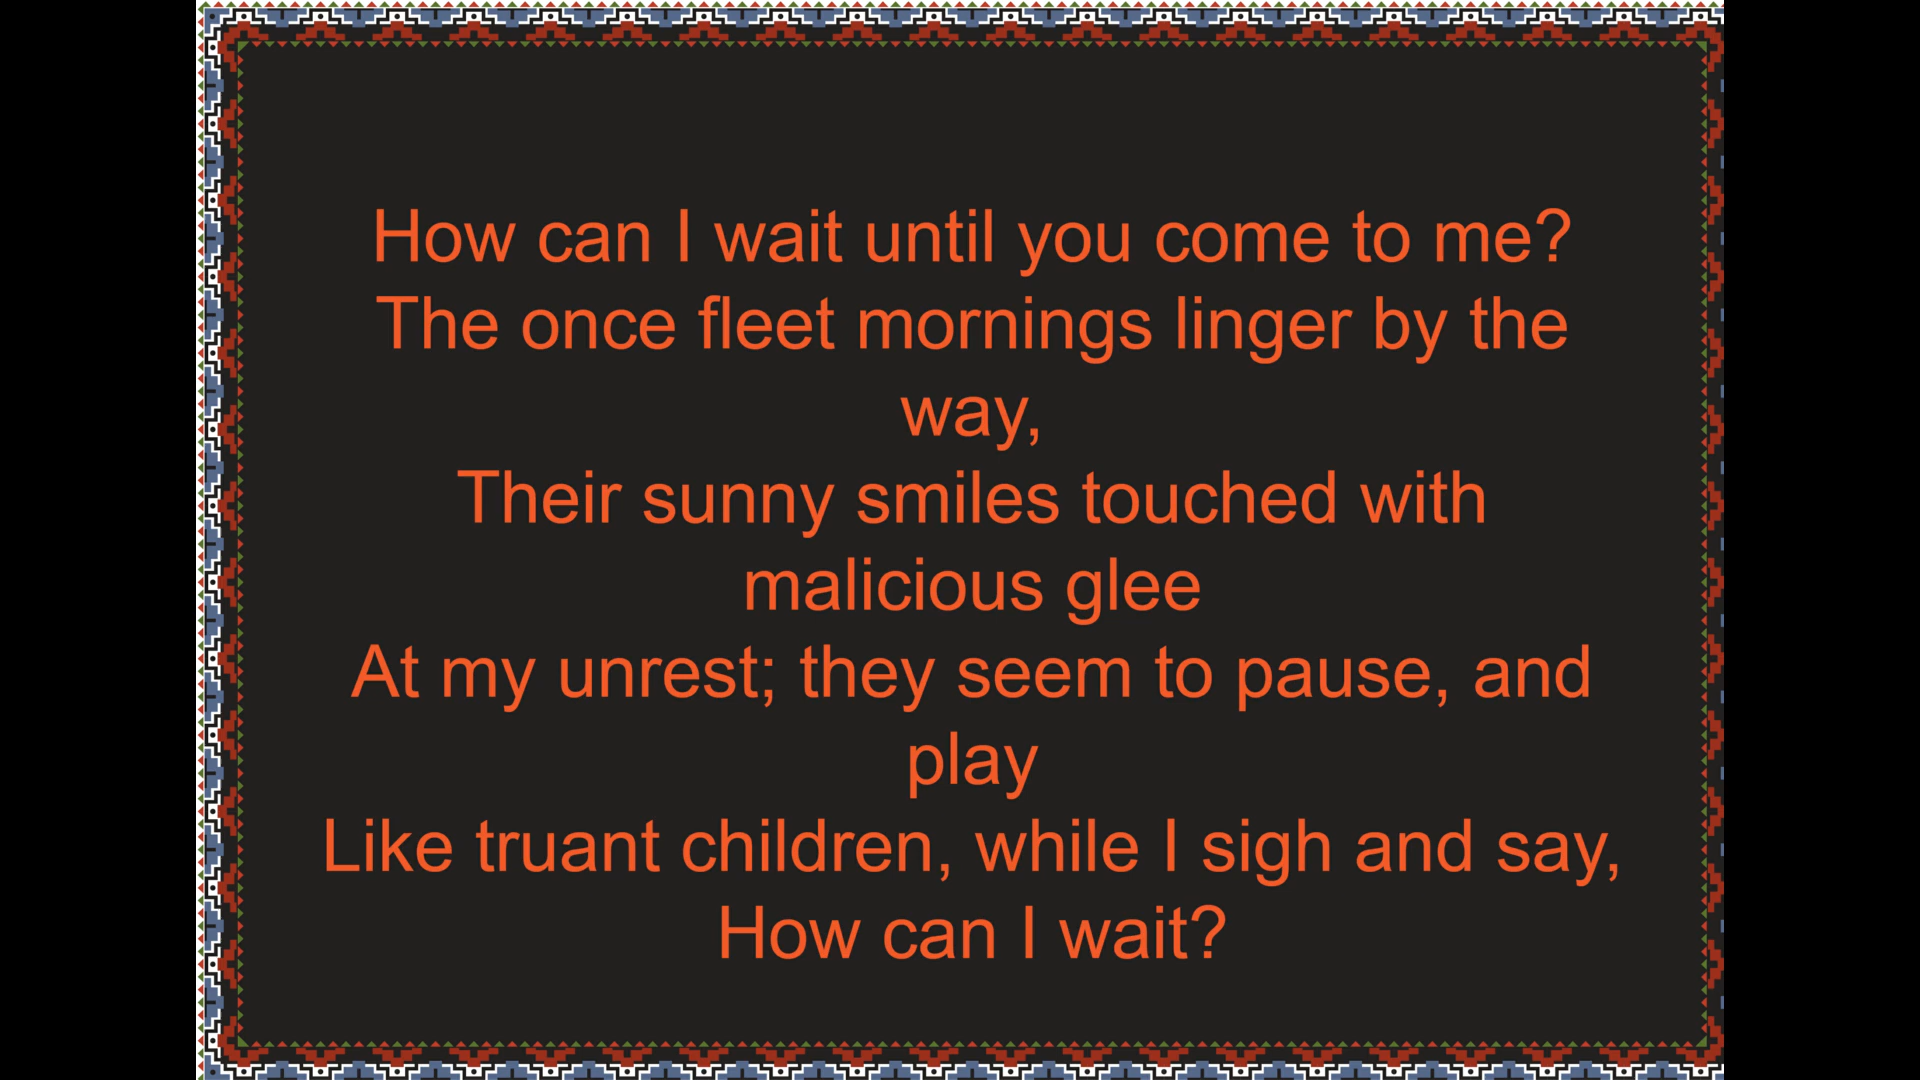 How can I wait until you come to me?
The once fleet mornings linger by the
way,
Their sunny smiles touched with
malicious glee
At my unrest; they seem to pause, and
play
Like truant children, while I sigh and say,
How can I wait?